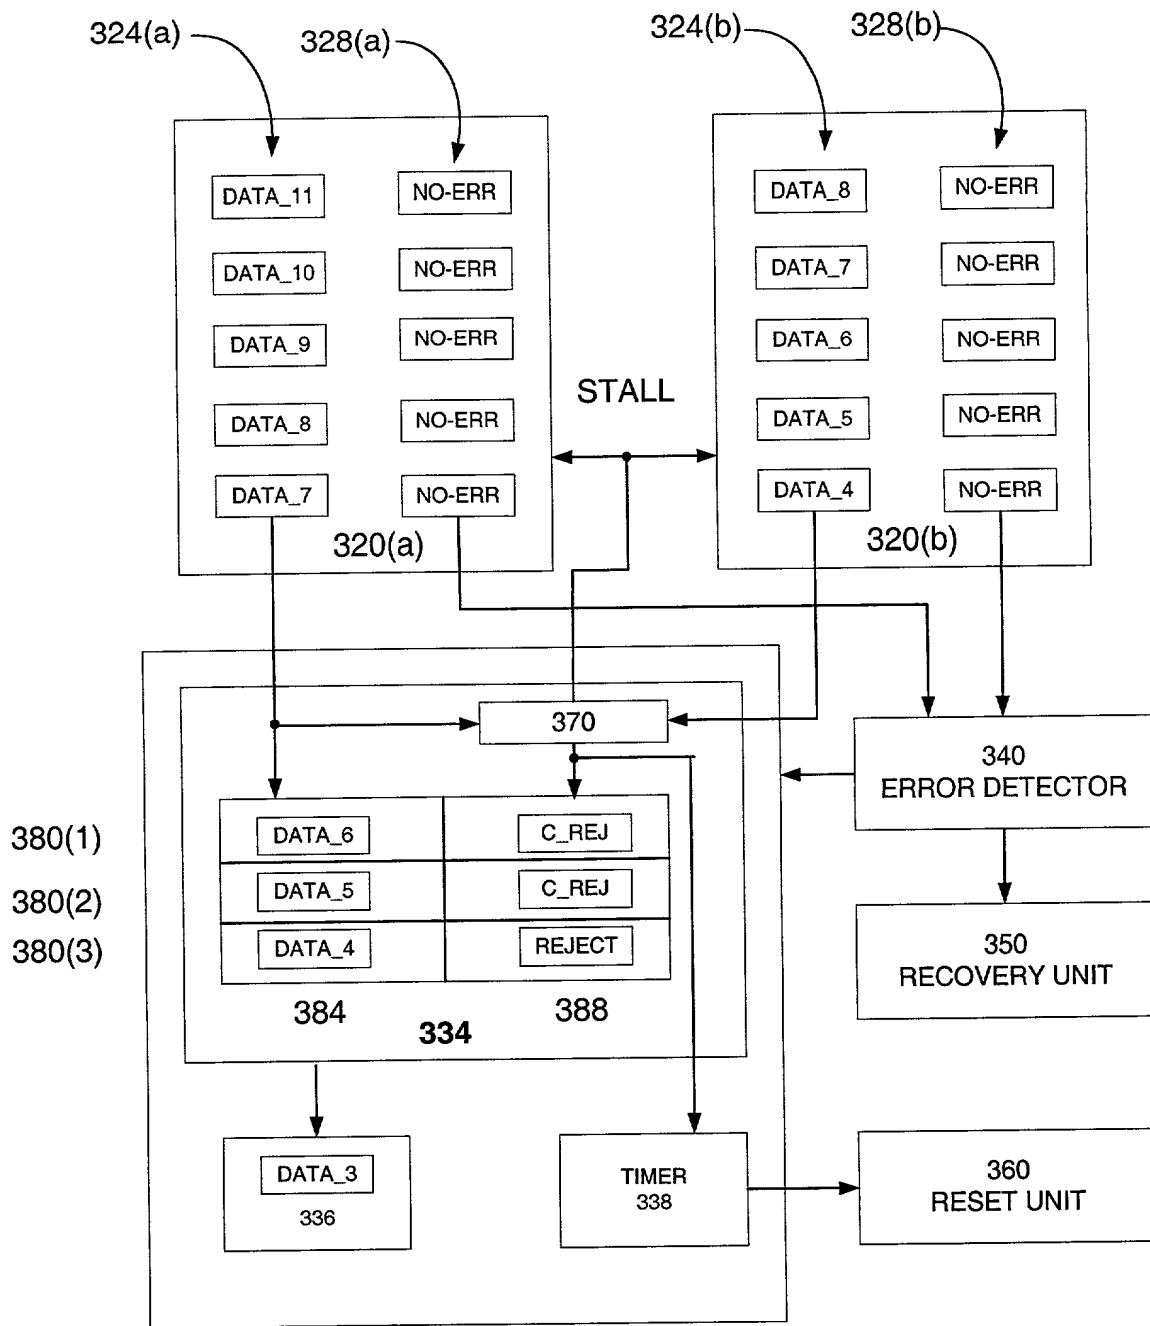 324(a)
328(a)
324(b)
328(b)
DATA_11
NO-ERR
DATA_8
NO-ERR
DATA_10
NO-ERR
DATA_7
NO-ERR
DATA_9
NO-ERR
DATA_6
NO-ERR
STALL
DATA_8
NO-ERR
DATA_5
NO-ERR
DATA_7
NO-ERR
DATA_4
NO-ERR
320(a)
320(b)
370
340
ERROR DETECTOR
380(1)
DATA_6
C_REJ
380(2)
DATA_5
C_REJ
380(3)
DATA_4
REJECT
350
RECOVERY UNIT
384
388
334
DATA_3
336
TIMER
338
360
RESET UNIT